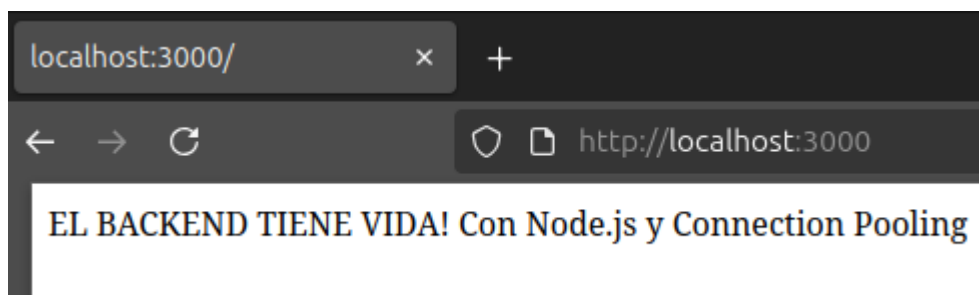 localhost:3000/
http://localhost:3000
EL BACKEND TIENE VIDA! Con Node.js y Connection Pooling